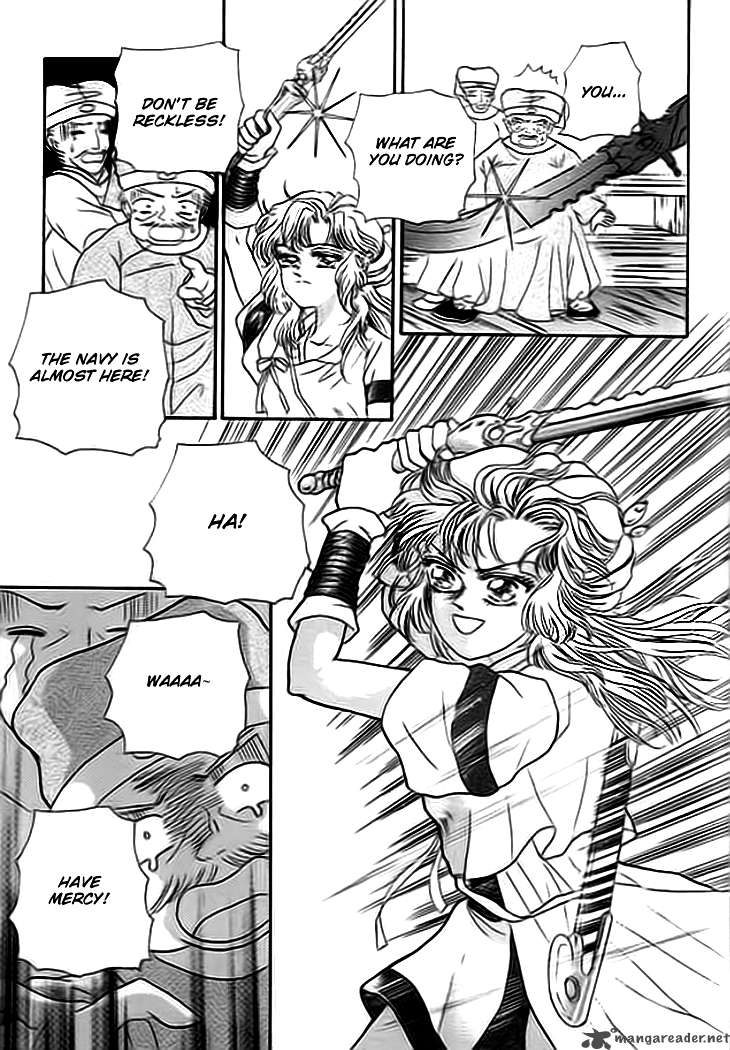 YOU...
WHAT ARE
YOU DOING?
DON'T BE
RECKLESS!
THE NAVY IS
ALMOST HERE!
HA!
WAAAA~
HAVE
MERCY!
mangareader.net